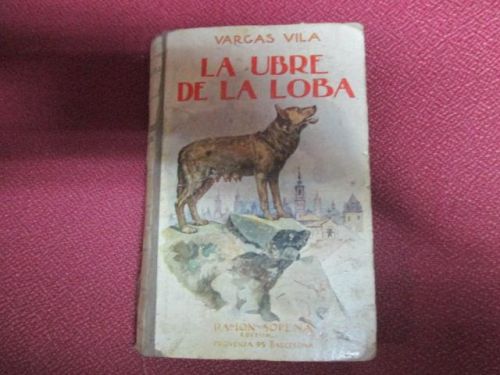 VARGAS VILA
LA UBRE
DE LA LOBA
RAMON SOPENA
EDITOR
PROVENZA 95 BARCELONA